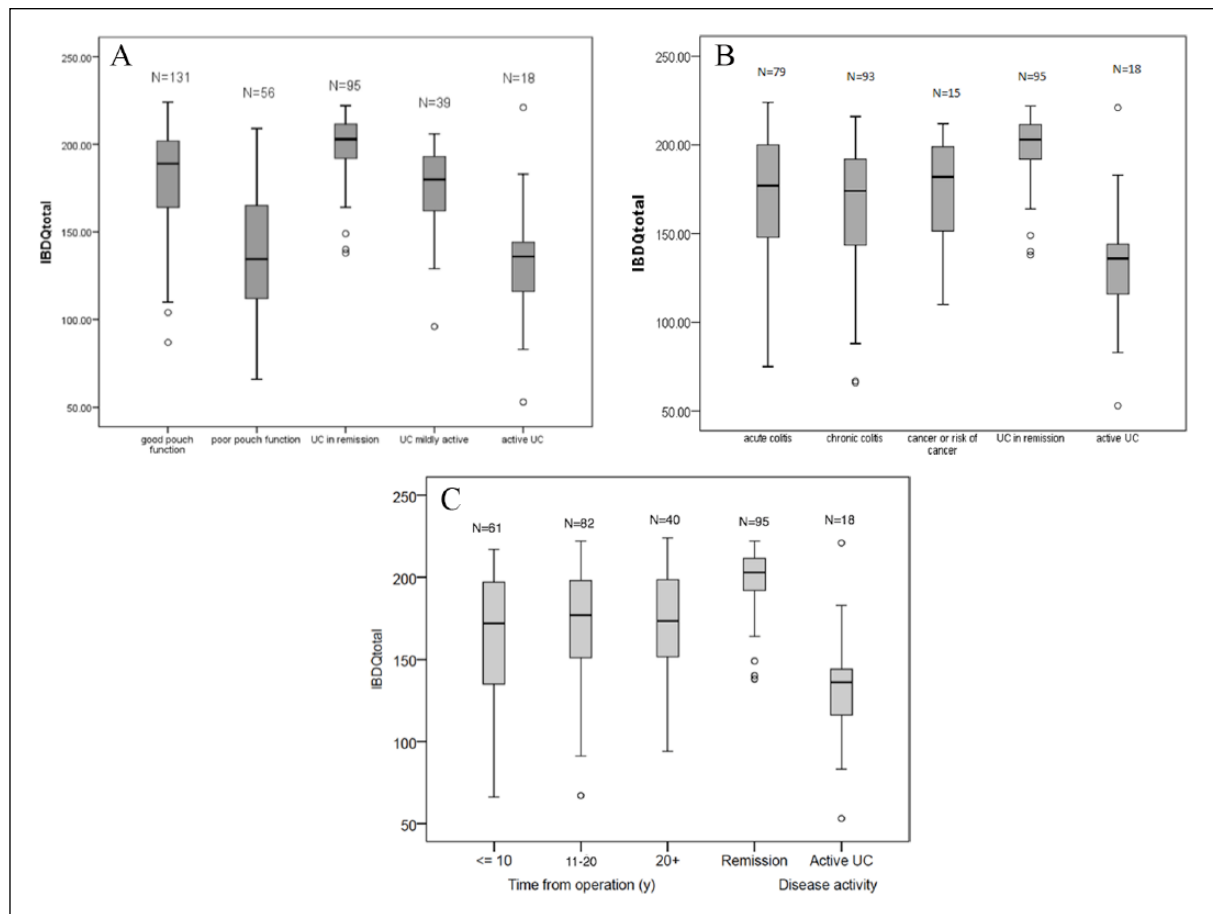 A
N=131
N=56
N=95
N=39
N=18
250.00
200.00
150.00
100.00
50.00
IBDQtotal
good pouch
function
poor pouch function
UC in remission
UC mildly active
active UC
B
N=79
N=93
N=15
N=95
N=18
250.00
200.00
150.00
100.00
50.00
IBDQtotal
acute colitis
chronic colitis
cancer or risk of
cancer
UC in remission
active UC
C
N=61
N=82
N=40
N=95
N=18
250
200
150
100
50
IBDQtotal
<= 10
11-20
20+
Remission
Active UC
Time from operation (y)
Disease activity